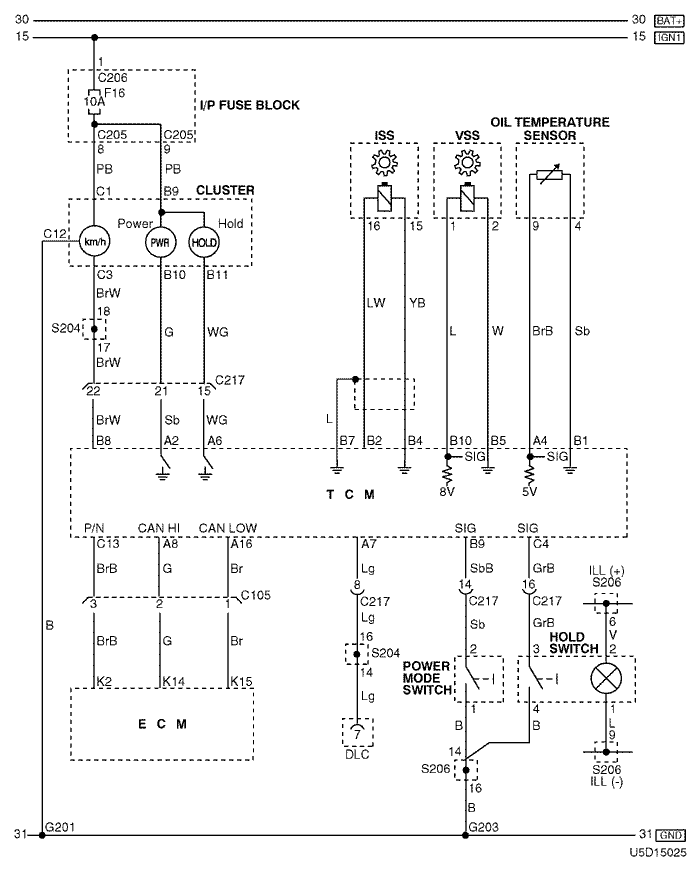 30 30 BAT+
15 15 IGN1
1
C206
F16
10A
I/P FUSE BLOCK
C205 C205
8 9
PB PB
C1 B9 CLUSTER
Power Hold
C12 km/h PWR HOLD
C3 B10 B11
BrW
18
S204 G WG
17
BrW
C217
22 21 15
BrW Sb WG
B8 A2 A6
ISS VSS OIL TEMPERATURE
SENSOR
16 15 1 2 9 4
LW YB L W BrB Sb
L
B7 B2 B4 B10 B5 A4 B1
SIG SIG
8V 5V
T C M
P/N CAN HI CAN LOW SIG SIG
C13 A8 A16 A7 B9 C4
BrB G Br Lg SbB GrB
8 14 16
C105 C217 C217 C217
3 2 1
BrB G Br Lg Sb GrB
K2 K14 K15
E C M
16
S204
14
Lg
7
DLC
ILL (+)
S206
6
V
HOLD
SWITCH
2 3 2
POWER
MODE
SWITCH
1 4 1
B B L
9
S206
ILL (-)
14
S206
16
B
B
G201 G203
31 31 GND
U5D15025